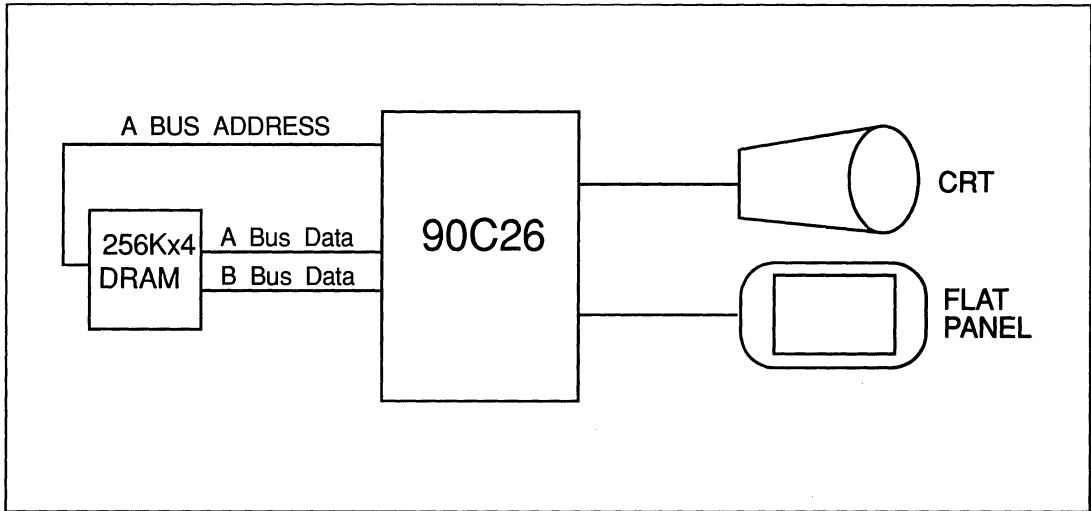 A BUS ADDRESS
256Kx4
DRAM
A Bus Data
B Bus Data
90C26
CRT
FLAT
PANEL